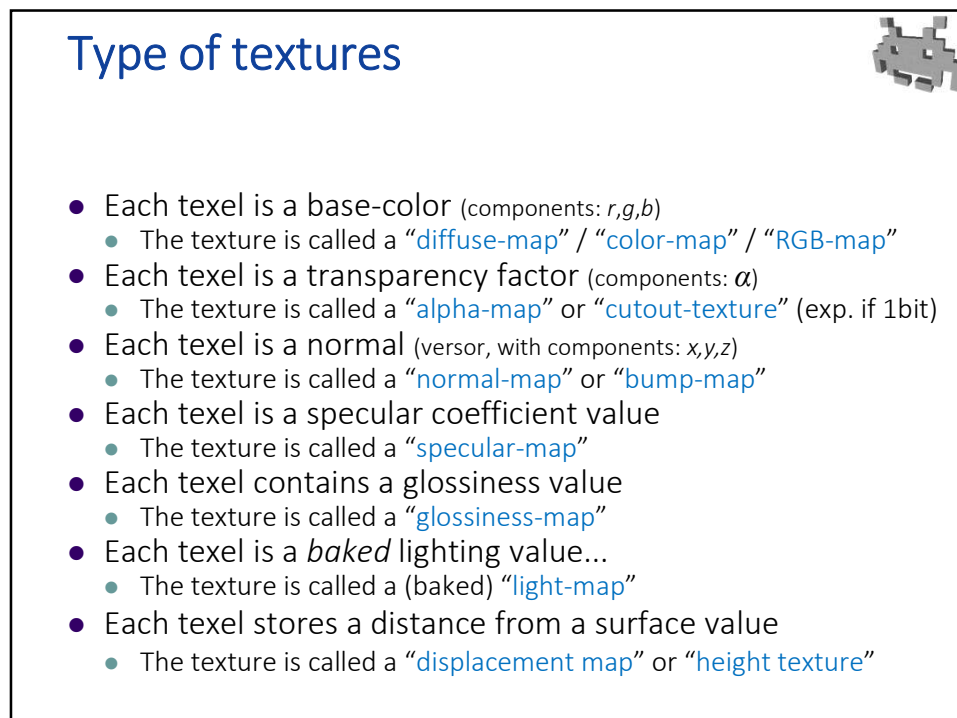 Type of textures
● Each texel is a base-color (components: r,g,b)
● The texture is called a “diffuse-map” / “color-map” / “RGB-map”
● Each texel is a transparency factor (components: α)
● The texture is called a “alpha-map” or “cutout-texture” (exp. if 1bit)
● Each texel is a normal (versor, with components: x,y,z)
● The texture is called a “normal-map” or “bump-map”
● Each texel is a specular coefficient value
● The texture is called a “specular-map”
● Each texel contains a glossiness value
● The texture is called a “glossiness-map”
● Each texel is a baked lighting value...
● The texture is called a (baked) “light-map”
● Each texel stores a distance from a surface value
● The texture is called a “displacement map” or “height texture”